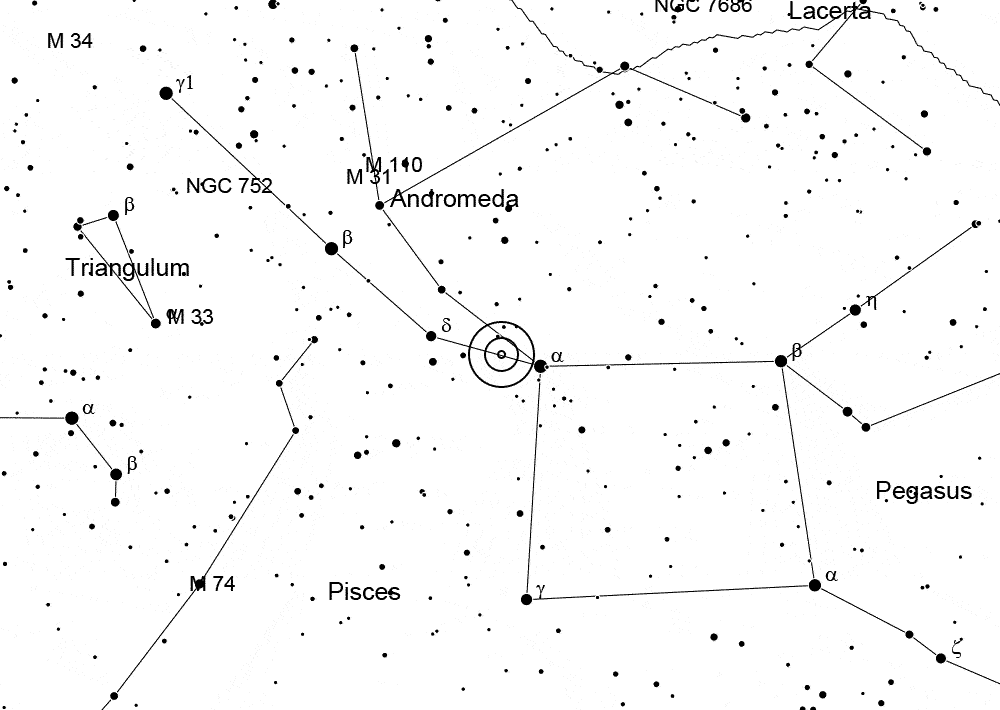 NGC 7686
Lacerta
M 34
γ1
M 110
M 31
NGC 752
Andromeda
β
β
Triangulum
α
M 33
η
δ
α
β
α
β
Pegasus
M 74
Pisces
γ
α
ζ